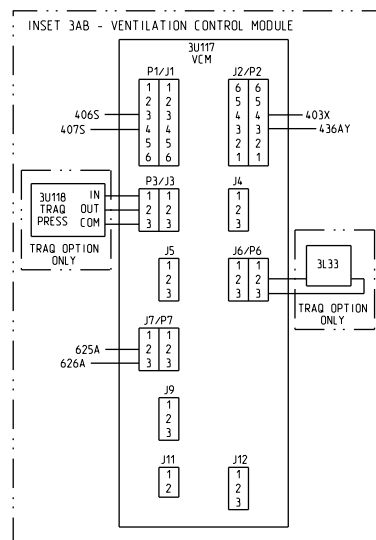 INSET 3AB - VENTILATION CONTROL MODULE
3U117
VCM
P1/J1
1 1
2 2
3 3
4 4
5 5
6 6
406S
407S
J2/P2
6 6
5 5
4 4
3 3
2 2
1 1
403X
436AY
3U118
TRAQ
PRESS
IN
OUT
COM
TRAQ OPTION
ONLY
P3/J3
1 1
2 2
3 3
J4
1
2
3
J5
1
2
3
J6/P6
1 1
2 2
3 3
3L33
TRAQ OPTION
ONLY
J7/P7
1 1
2 2
3 3
625A
626A
J9
1
2
3
J11
1
2
J12
1
2
3